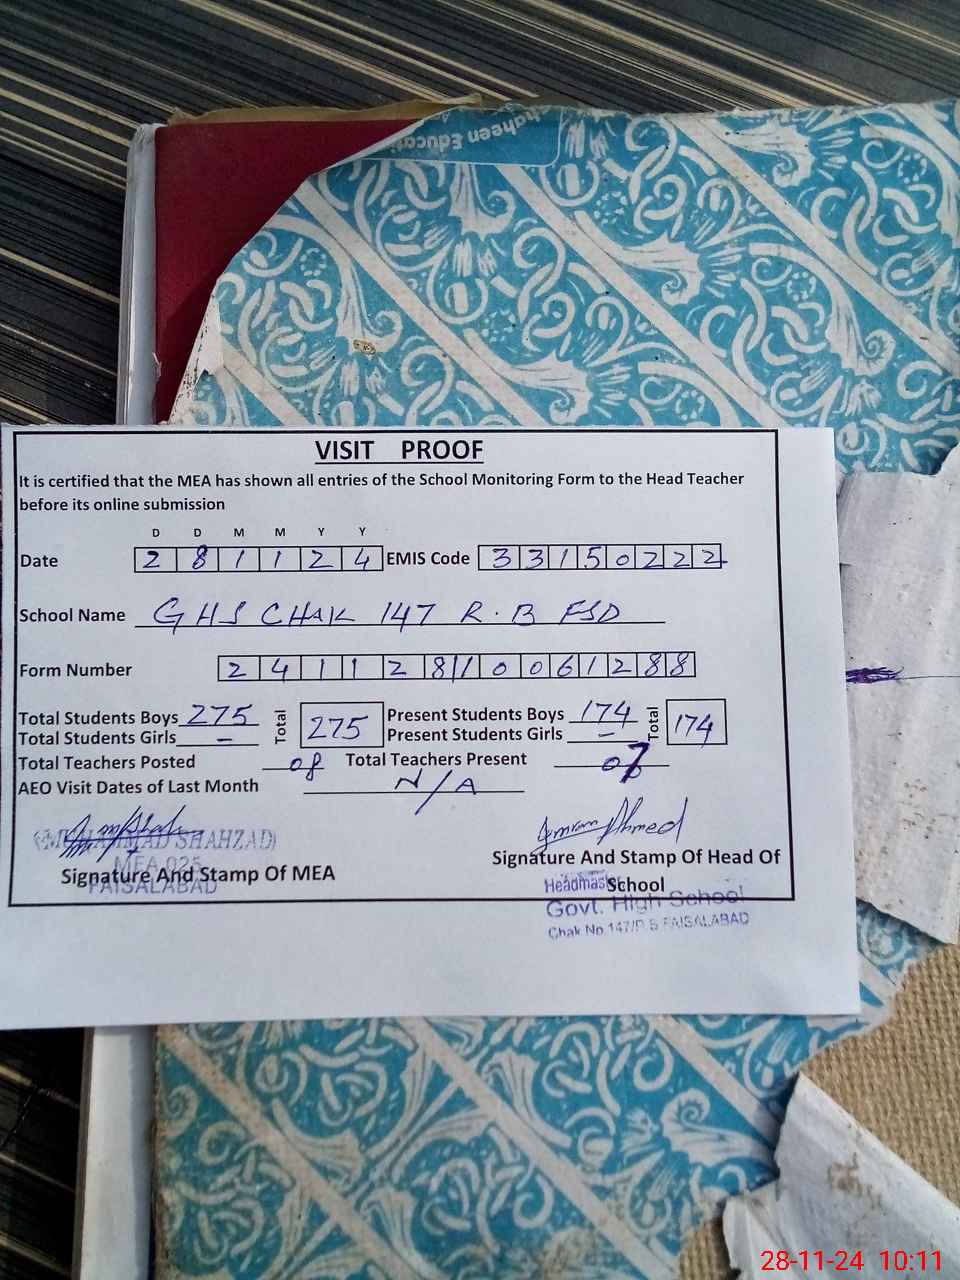 aheen Educati
VISIT PROOF
It is certified that the MEA has shown all entries of the School Monitoring Form to the Head Teacher
before its online submission
D D M M Y Y
Date 2 8 1 1 2 4 EMIS Code 3 3 1 5 0 2 2 2
School Name GHS CHAK 147 R.B FSD
Form Number 2 4 1 1 2 8 1 0 0 6 1 2 8 8
Total Students Boys 275 Total 275 Present Students Boys 174 Total 174
Total Students Girls – Present Students Girls –
Total Teachers Posted 08 Total Teachers Present 07
AEO Visit Dates of Last Month N/A
Imran Ahmed
(MUHAMMAD SHAHZAD)
MEA 025
FAISALABAD
Signature And Stamp Of MEA
Signature And Stamp Of Head Of
School
Headmaster
Govt. High School
Chak No.147/R.B FAISALABAD
28-11-24 10:11